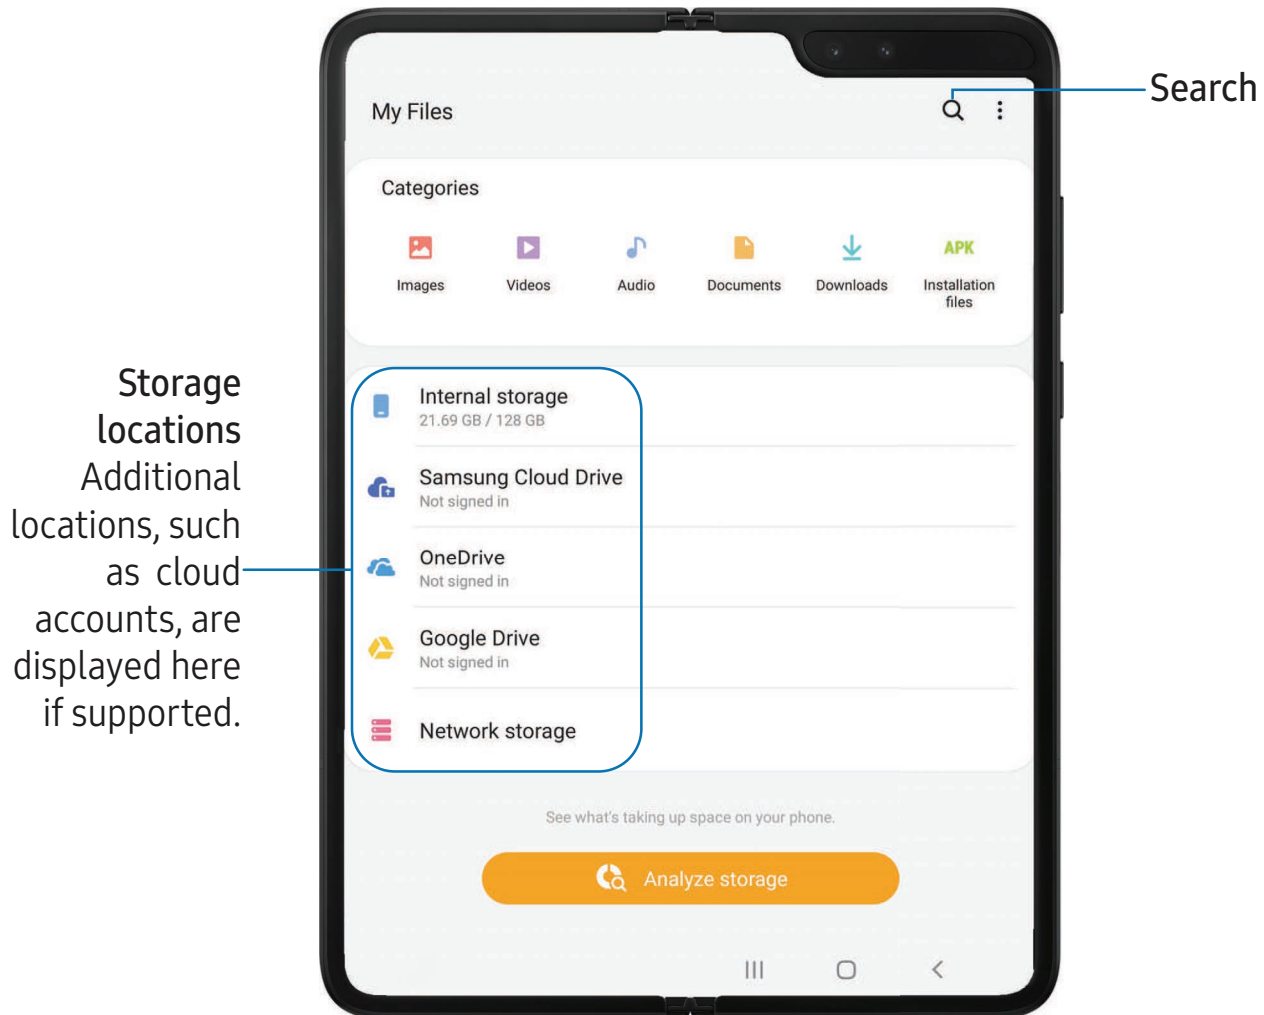 Search
My Files
Categories
Images
Videos
Audio
Documents
Downloads
APK
Installation
files
Storage
locations
Additional
locations, such
as cloud
accounts, are
displayed here
if supported.
Internal storage
21.69 GB / 128 GB
Samsung Cloud Drive
Not signed in
OneDrive
Not signed in
Google Drive
Not signed in
Network storage
See what's taking up space on your phone.
Analyze storage